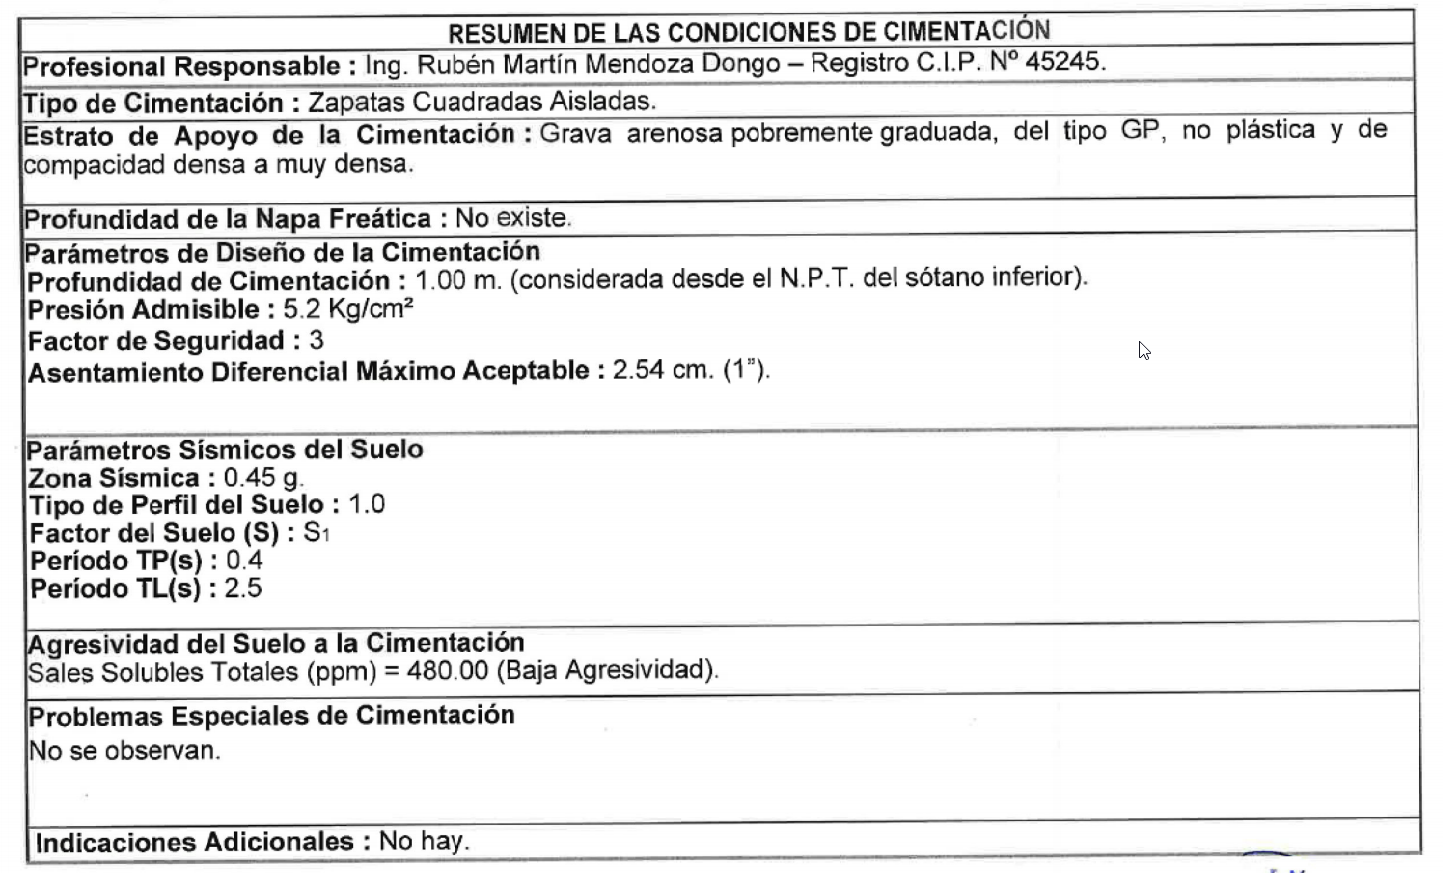 RESUMEN DE LAS CONDICIONES DE CIMENTACIÓN
Profesional Responsable : Ing. Rubén Martín Mendoza Dongo – Registro C.I.P. Nº 45245.
Tipo de Cimentación : Zapatas Cuadradas Aisladas.
Estrato de Apoyo de la Cimentación : Grava arenosa pobremente graduada, del tipo GP, no plástica y de
compacidad densa a muy densa.
Profundidad de la Napa Freática : No existe.
Parámetros de Diseño de la Cimentación
Profundidad de Cimentación : 1.00 m. (considerada desde el N.P.T. del sótano inferior).
Presión Admisible : 5.2 Kg/cm²
Factor de Seguridad : 3
Asentamiento Diferencial Máximo Aceptable : 2.54 cm. (1”).
Parámetros Sísmicos del Suelo
Zona Sísmica : 0.45 g.
Tipo de Perfil del Suelo : 1.0
Factor del Suelo (S) : S₁
Período TP(s) : 0.4
Período TL(s) : 2.5
Agresividad del Suelo a la Cimentación
Sales Solubles Totales (ppm) = 480.00 (Baja Agresividad).
Problemas Especiales de Cimentación
No se observan.
Indicaciones Adicionales : No hay.